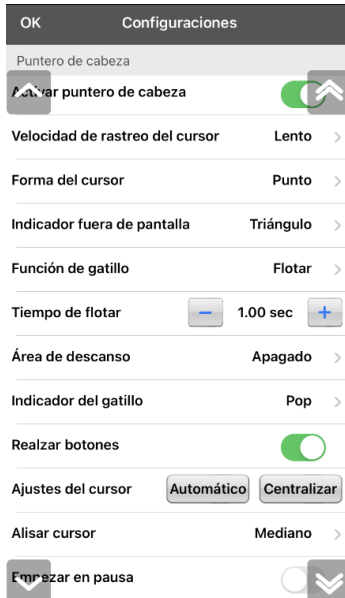 OK Configuraciones
Puntero de cabeza
Activar puntero de cabeza
Velocidad de rastreo del cursor Lento
Forma del cursor Punto
Indicador fuera de pantalla Triángulo
Función de gatillo Flotar
Tiempo de flotar − 1.00 sec +
Área de descanso Apagado
Indicador del gatillo Pop
Realzar botones
Ajustes del cursor Automático Centralizar
Alisar cursor Mediano
Empezar en pausa